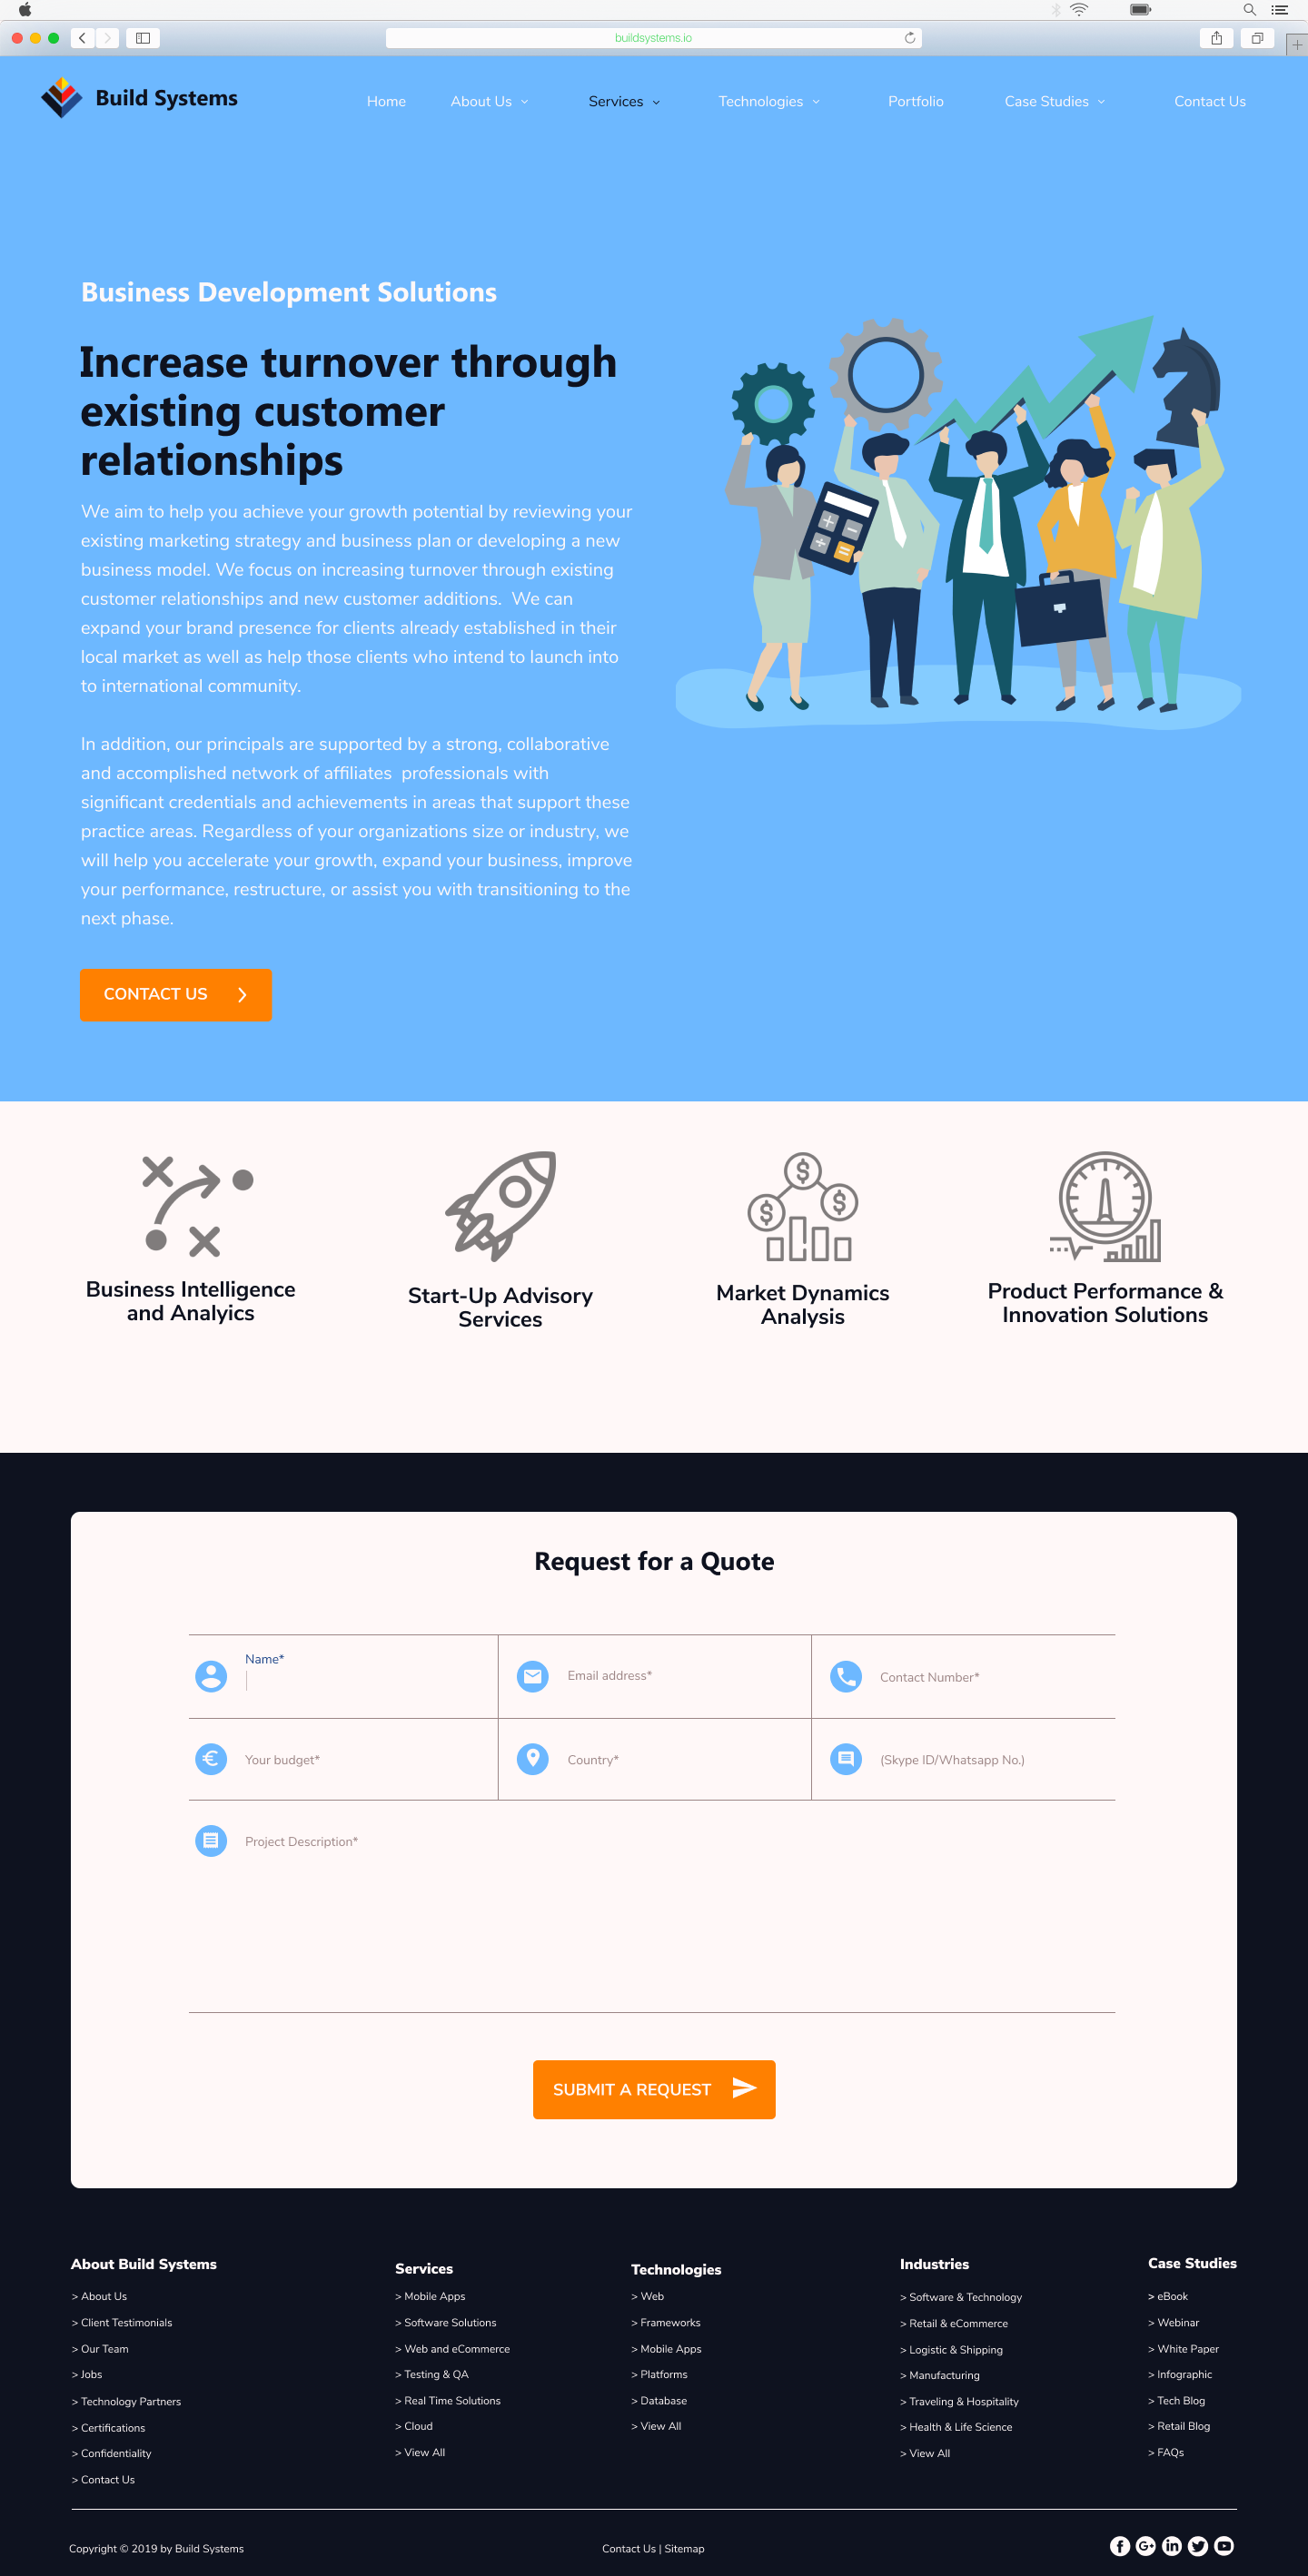 buildsystems.io
Build Systems
Home
About Us
Services
Technologies
Portfolio
Case Studies
Contact Us
Business Development Solutions
Increase turnover through
existing customer
relationships
We aim to help you achieve your growth potential by reviewing your
existing marketing strategy and business plan or developing a new
business model. We focus on increasing turnover through existing
customer relationships and new customer additions.  We can
expand your brand presence for clients already established in their
local market as well as help those clients who intend to launch into
to international community.
In addition, our principals are supported by a strong, collaborative
and accomplished network of affiliates  professionals with
significant credentials and achievements in areas that support these
practice areas. Regardless of your organizations size or industry, we
will help you accelerate your growth, expand your business, improve
your performance, restructure, or assist you with transitioning to the
next phase.
CONTACT US
Business Intelligence
and Analyics
Start-Up Advisory
Services
Market Dynamics
Analysis
Product Performance &
Innovation Solutions
Request for a Quote
Name*
Email address*
Contact Number*
Your budget*
Country*
(Skype ID/Whatsapp No.)
Project Description*
SUBMIT A REQUEST
About Build Systems
> About Us
> Client Testimonials
> Our Team
> Jobs
> Technology Partners
> Certifications
> Confidentiality
> Contact Us
Services
> Mobile Apps
> Software Solutions
> Web and eCommerce
> Testing & QA
> Real Time Solutions
> Cloud
> View All
Technologies
> Web
> Frameworks
> Mobile Apps
> Platforms
> Database
> View All
Industries
> Software & Technology
> Retail & eCommerce
> Logistic & Shipping
> Manufacturing
> Traveling & Hospitality
> Health & Life Science
> View All
Case Studies
> eBook
> Webinar
> White Paper
> Infographic
> Tech Blog
> Retail Blog
> FAQs
Copyright © 2019 by Build Systems
Contact Us | Sitemap